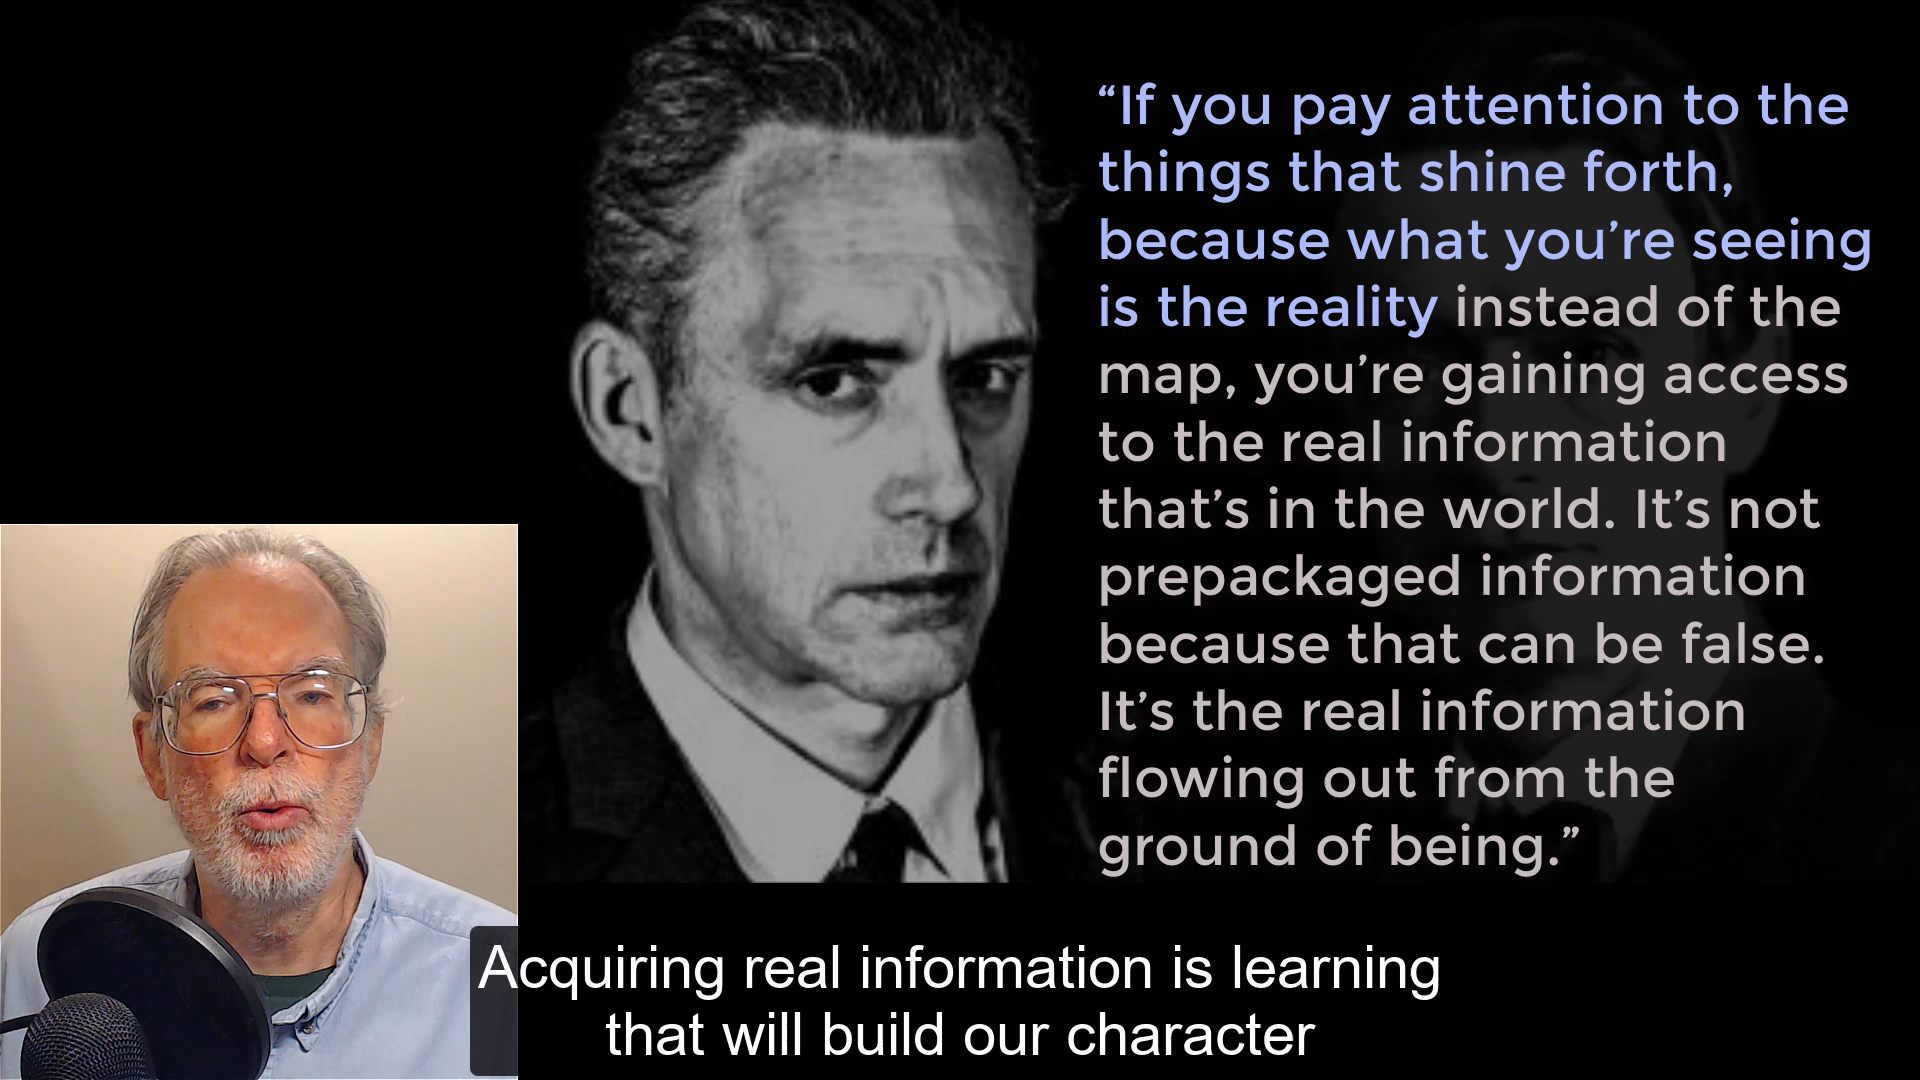 “If you pay attention to the
things that shine forth,
because what you’re seeing
is the reality instead of the
map, you’re gaining access
to the real information
that’s in the world. It’s not
prepackaged information
because that can be false.
It’s the real information
flowing out from the
ground of being.”
Acquiring real information is learning
that will build our character